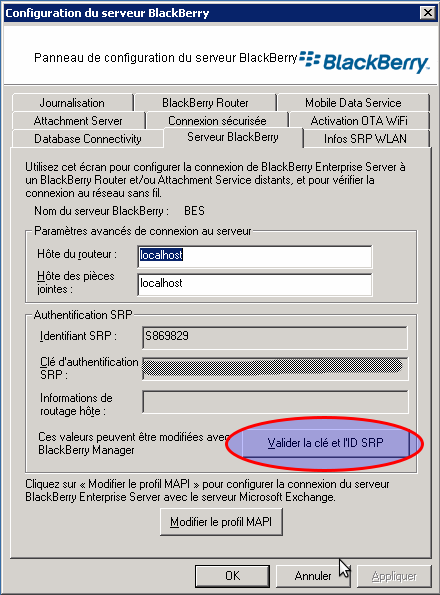 Configuration du serveur BlackBerry
Panneau de configuration du serveur BlackBerry
BlackBerry
Journalisation
BlackBerry Router
Mobile Data Service
Attachment Server
Connexion sécurisée
Activation OTA WiFi
Database Connectivity
Serveur BlackBerry
Infos SRP WLAN
Utilisez cet écran pour configurer la connexion de BlackBerry Enterprise Server à
un BlackBerry Router et/ou Attachment Service distants, et pour vérifier la
connexion au réseau sans fil.
Nom du serveur BlackBerry : BES
Paramètres avancés de connexion au serveur
Hôte du routeur : localhost
Hôte des pièces
jointes : localhost
Authentification SRP
Identifiant SRP : S869829
Clé d'authentification
SRP :
Informations de
routage hôte :
Ces valeurs peuvent être modifiées avec
BlackBerry Manager
Valider la clé et l'ID SRP
Cliquez sur « Modifier le profil MAPI » pour configurer la connexion du serveur
BlackBerry Enterprise Server avec le serveur Microsoft Exchange.
Modifier le profil MAPI
OK
Annuler
Appliquer